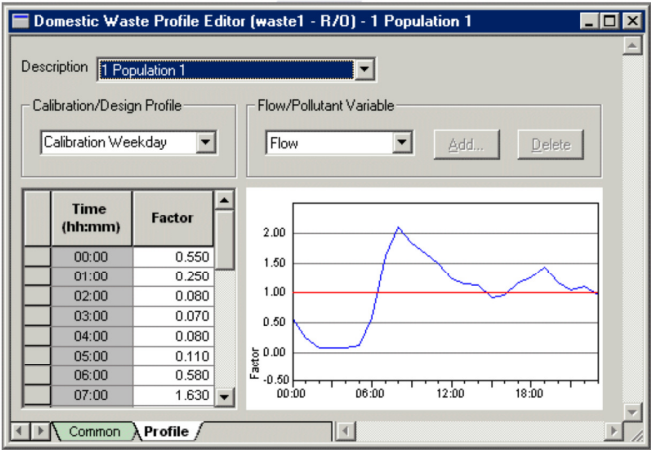 Domestic Waste Profile Editor (waste1 - R/O) - 1 Population 1
Description 1 Population 1
Calibration/Design Profile
Calibration Weekday
Flow/Pollutant Variable
Flow
Add...
Delete
Time (hh:mm) Factor
00:00 0.550
01:00 0.250
02:00 0.080
03:00 0.070
04:00 0.080
05:00 0.110
06:00 0.580
07:00 1.630
2.00
1.50
1.00
0.50
0.00
-0.50
Factor
00:00 06:00 12:00 18:00
Common Profile